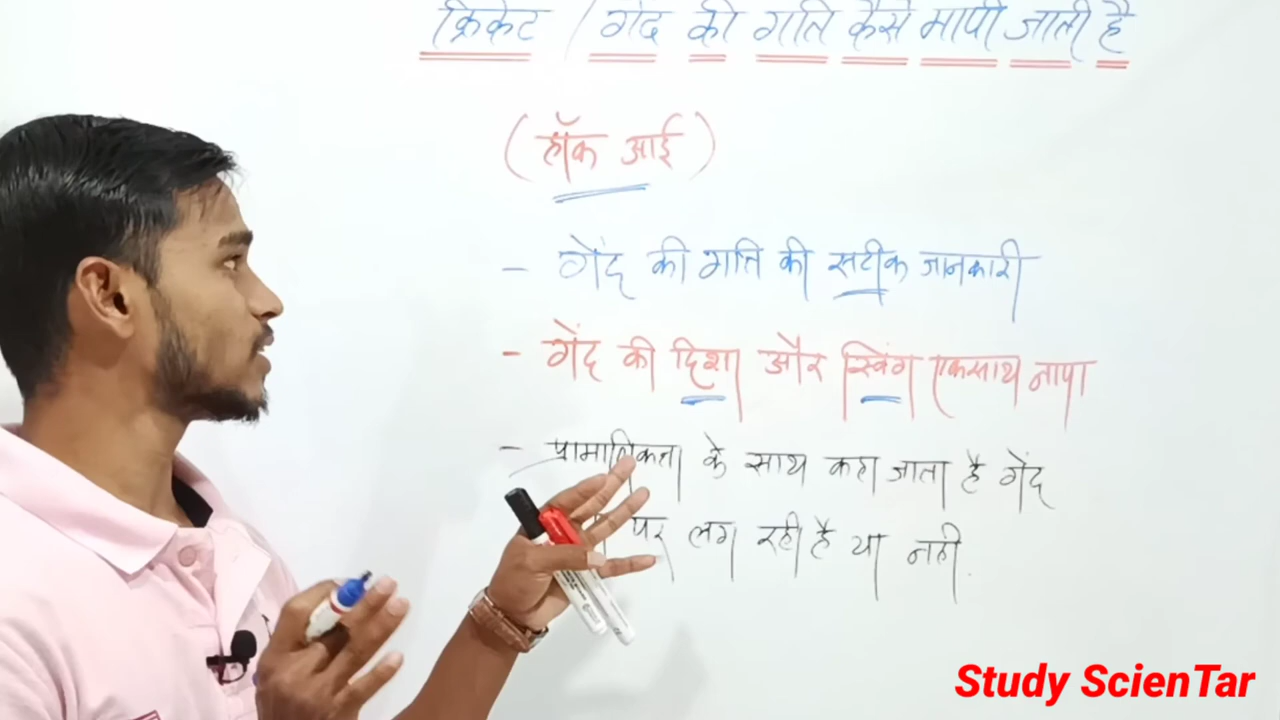 क्रिकेट / गेंद की गति कैसे मापी जाती है
(हॉक आई)
- गेंद की गति की सटीक जानकारी
- गेंद की दिशा और स्विंग एकसाथ नापा
- प्रामाणिकता के साथ कहा जाता है गेंद
पर लग रही है या नही.
Study ScienTar